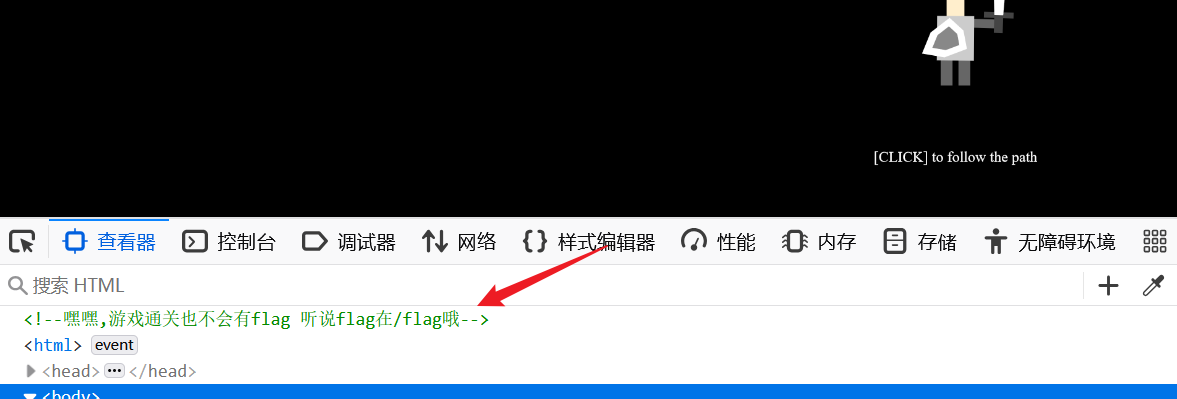 [CLICK] to follow the path
查看器 控制台 调试器 网络 样式编辑器 性能 内存 存储 无障碍环境
搜索 HTML
<!--嘿嘿,游戏通关也不会有flag 听说flag在/flag哦-->
<html> event
<head> ••• </head>
<body>